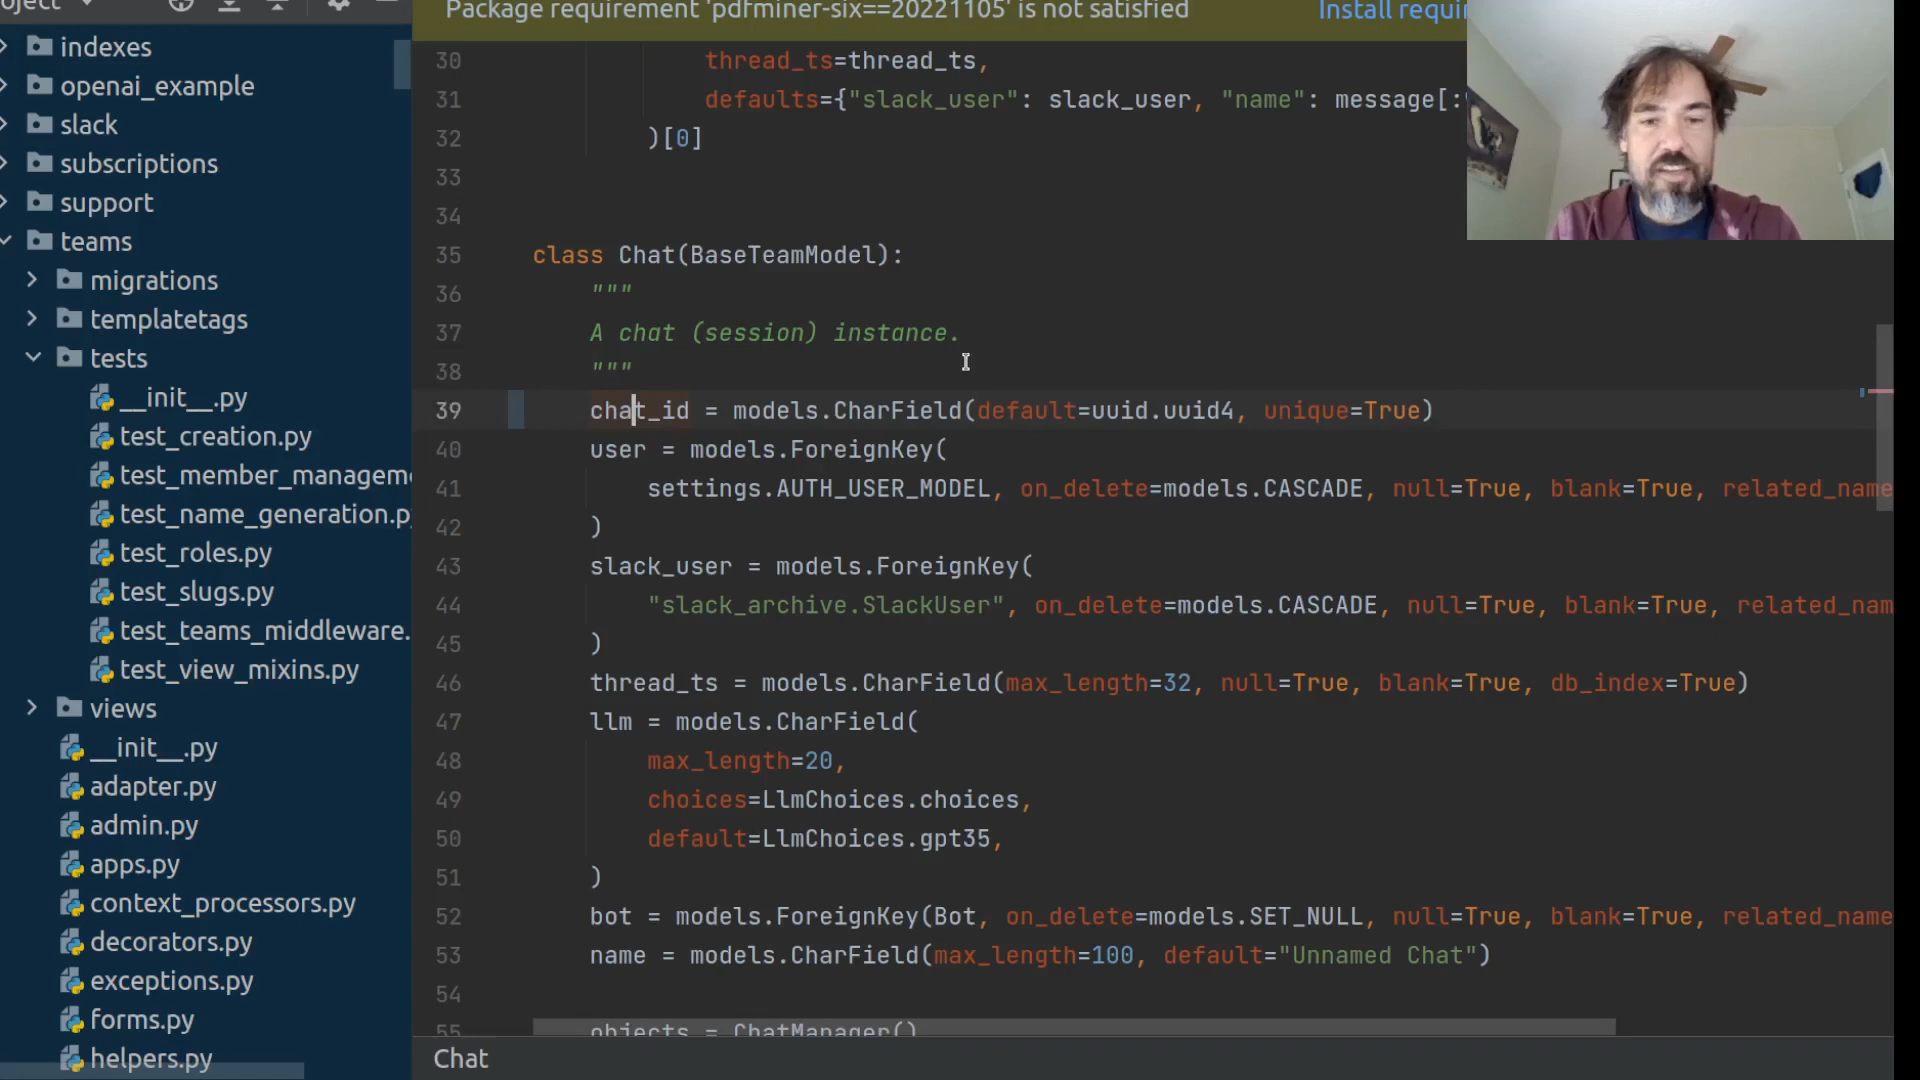 Package requirement 'pdfminer-six==20221105' is not satisfied
indexes
openai_example
slack
subscriptions
support
teams
migrations
templatetags
tests
__init__.py
test_creation.py
test_member_manageme
test_name_generation.py
test_roles.py
test_slugs.py
test_teams_middleware.
test_view_mixins.py
views
__init__.py
adapter.py
admin.py
apps.py
context_processors.py
decorators.py
exceptions.py
forms.py
helpers.py
30 thread_ts=thread_ts,
31 defaults={"slack_user": slack_user, "name": message[:
32 )[0]
33
34
35 class Chat(BaseTeamModel):
36 """
37 A chat (session) instance.
38 """
39 chat_id = models.CharField(default=uuid.uuid4, unique=True)
40 user = models.ForeignKey(
41 settings.AUTH_USER_MODEL, on_delete=models.CASCADE, null=True, blank=True, related_name
42 )
43 slack_user = models.ForeignKey(
44 "slack_archive.SlackUser", on_delete=models.CASCADE, null=True, blank=True, related_nam
45 )
46 thread_ts = models.CharField(max_length=32, null=True, blank=True, db_index=True)
47 llm = models.CharField(
48 max_length=20,
49 choices=LlmChoices.choices,
50 default=LlmChoices.gpt35,
51 )
52 bot = models.ForeignKey(Bot, on_delete=models.SET_NULL, null=True, blank=True, related_name
53 name = models.CharField(max_length=100, default="Unnamed Chat")
54
55 objects = ChatManager()
Chat